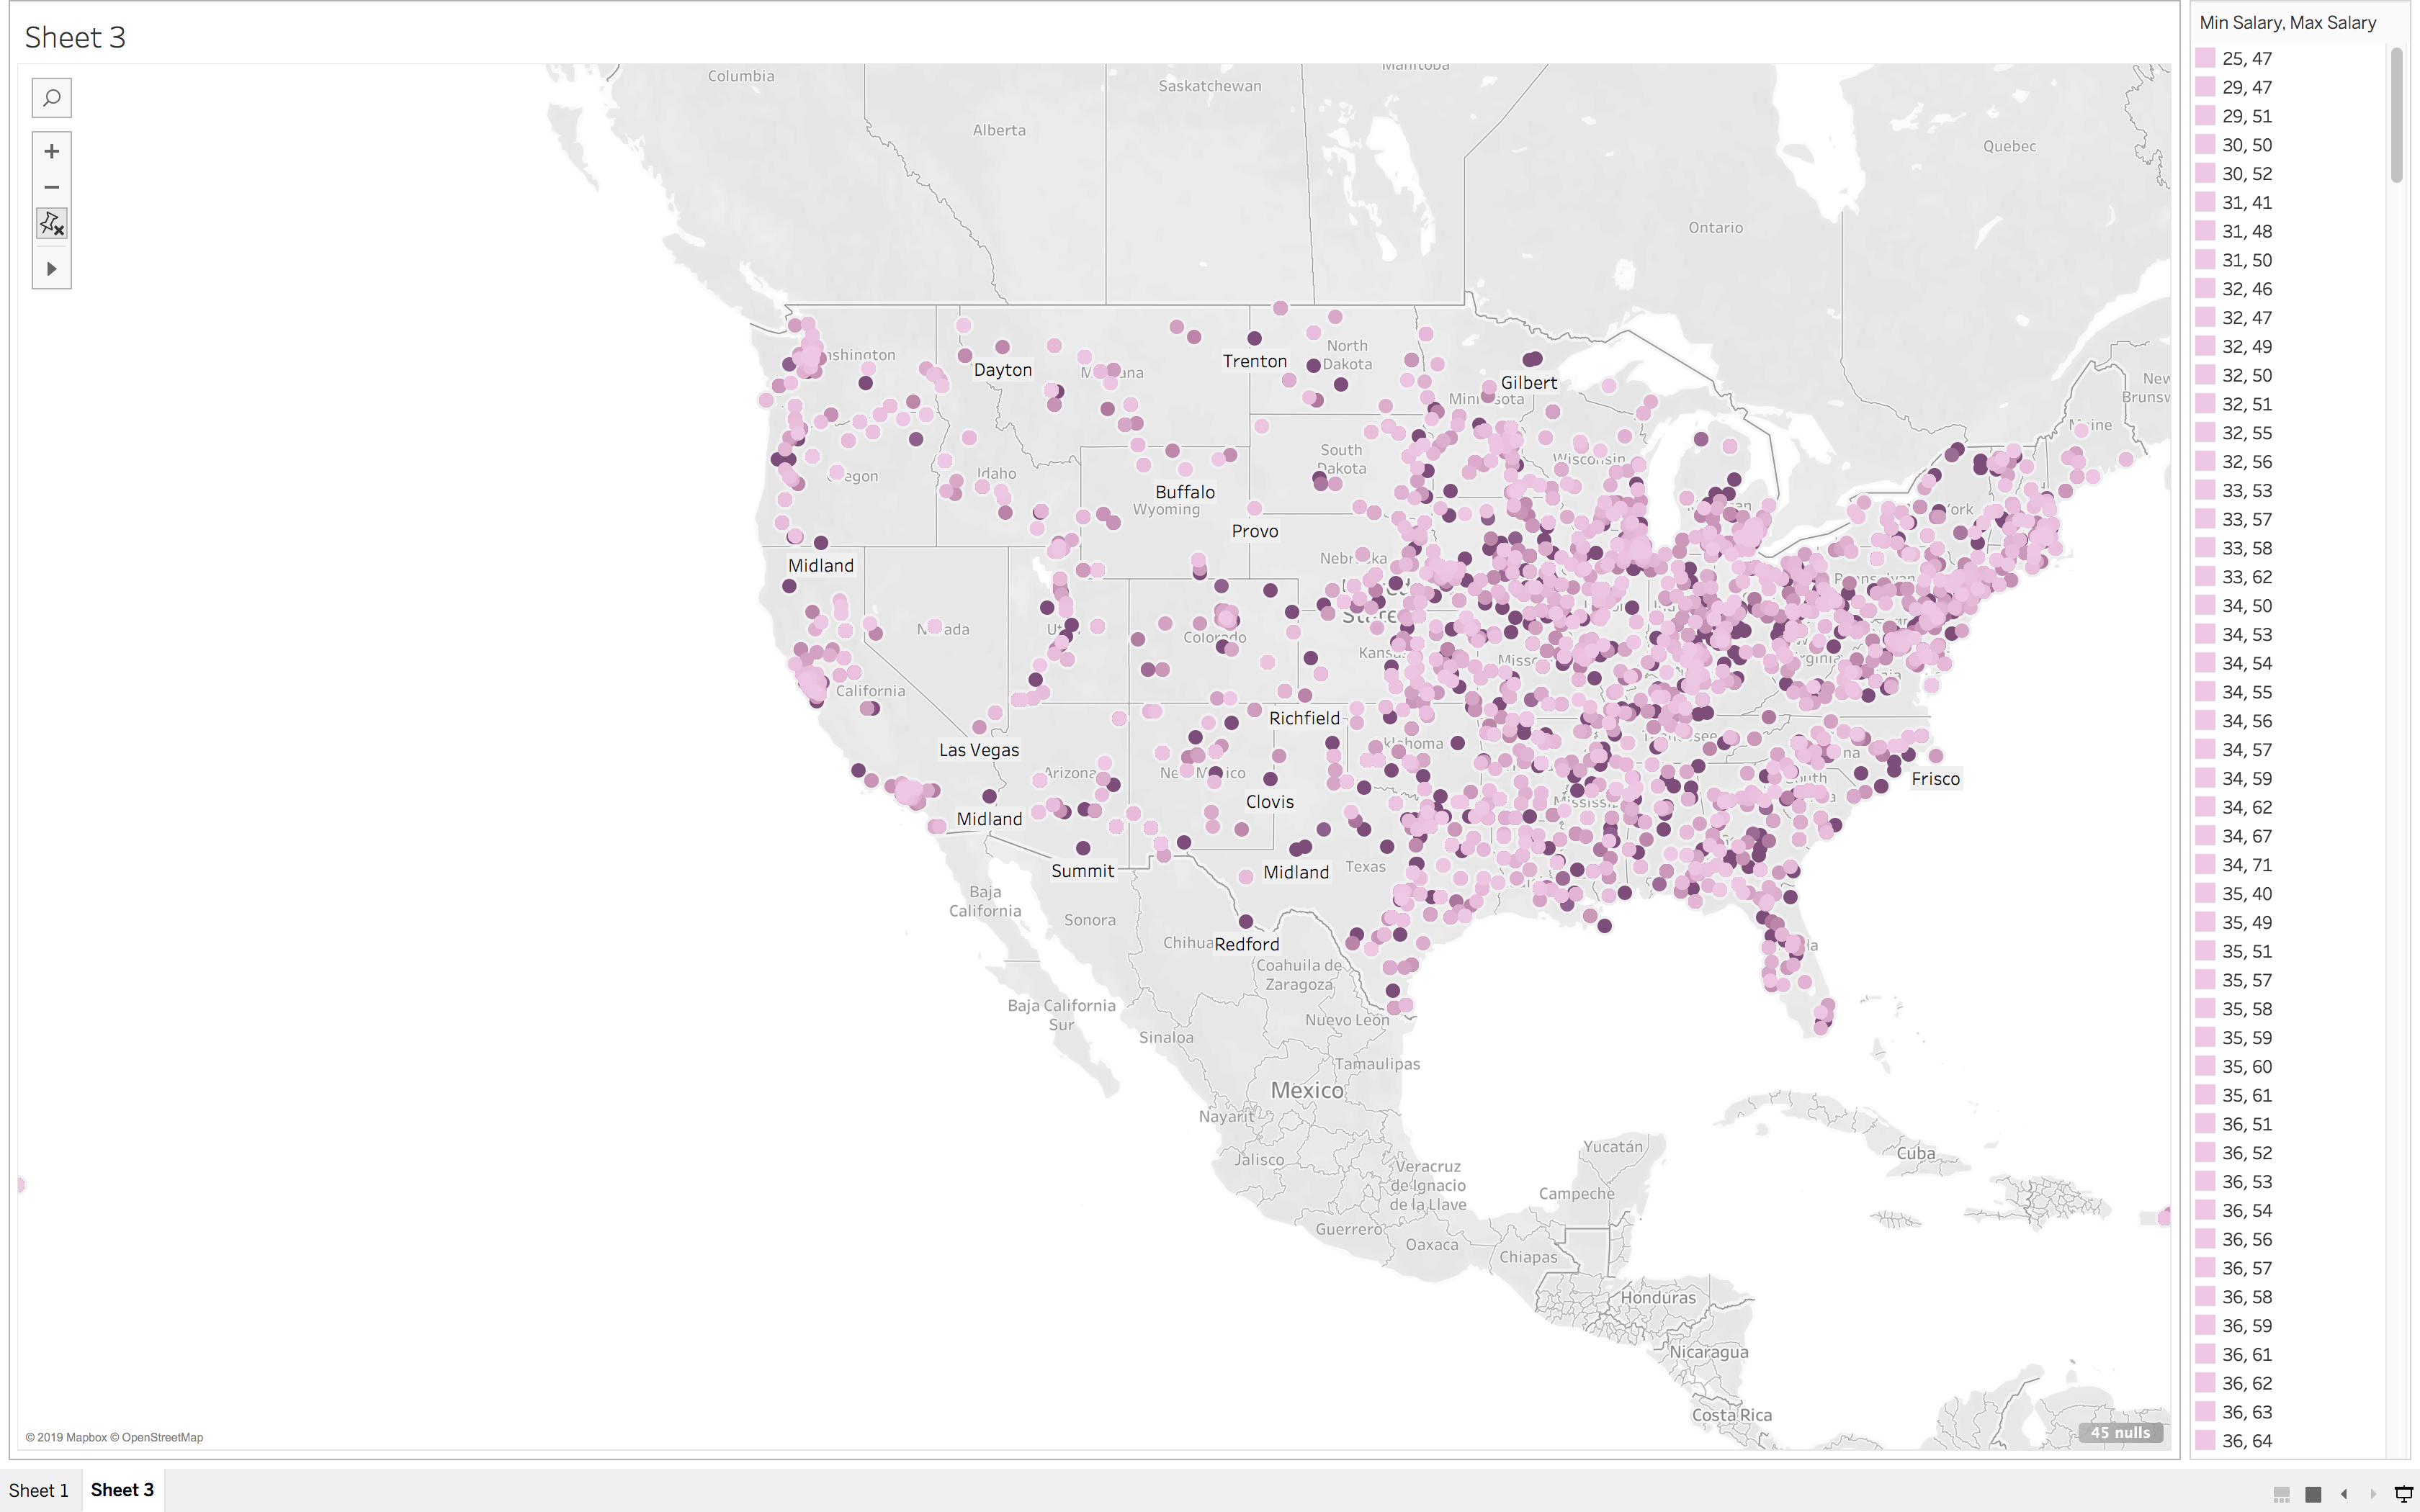 Sheet 3
Min Salary, Max Salary
25, 47
29, 47
29, 51
30, 50
30, 52
31, 41
31, 48
31, 50
32, 46
32, 47
32, 49
32, 50
32, 51
32, 55
32, 56
33, 53
33, 57
33, 58
33, 62
34, 50
34, 53
34, 54
34, 55
34, 56
34, 57
34, 59
34, 62
34, 67
34, 71
35, 40
35, 49
35, 51
35, 57
35, 58
35, 59
35, 60
35, 61
36, 51
36, 52
36, 53
36, 54
36, 56
36, 57
36, 58
36, 59
36, 61
36, 62
36, 63
36, 64
Columbia
Manitoba
Saskatchewan
Alberta
Quebec
Ontario
North
Dakota
Trenton
Dayton
Gilbert
New
Brunsw
South
Dakota
Wisconsin
Idaho
Buffalo
Wyoming
Provo
Midland
Colorado
California
Richfield
Las Vegas
Arizona
Frisco
Clovis
Midland
Summit
Midland
Texas
Baja
California
Sonora
Redford
Coahuila de
Zaragoza
Baja California
Sur
Nuevo León
Sinaloa
Tamaulipas
Mexico
Nayarit
Yucatán
Jalisco
Cuba
Veracruz
de Ignacio
de la Llave
Campeche
Guerrero
Oaxaca
Chiapas
Honduras
Nicaragua
Costa Rica
© 2019 Mapbox © OpenStreetMap
45 nulls
Sheet 1
Sheet 3